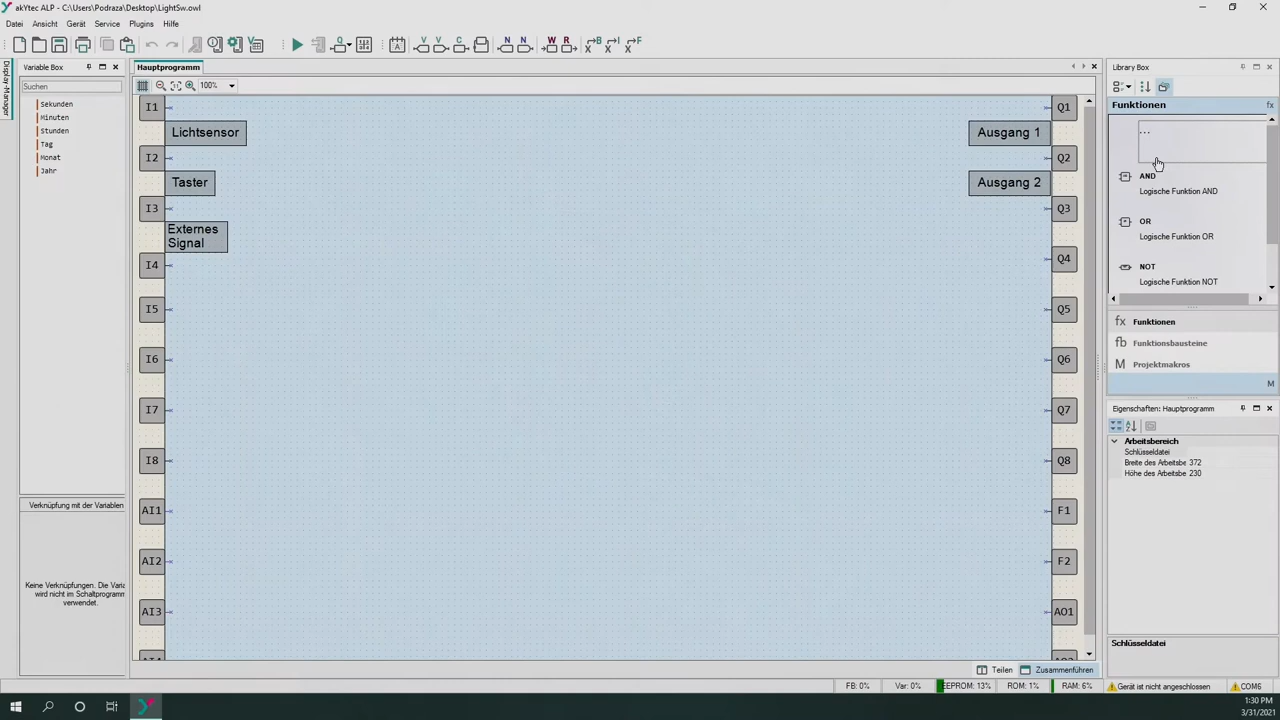 akYtec ALP - C:\Users\Podraza\Desktop\LightSw.owl
Datei Ansicht Gerät Service Plugins Hilfe
Display-Manager
Variable Box
Suchen
Sekunden
Minuten
Stunden
Tag
Monat
Jahr
Verknüpfung mit der Variablen
Keine Verknüpfungen. Die Varia
wird nicht im Schaltprogramm
verwendet.
Hauptprogramm
100%
I1
Lichtsensor
I2
Taster
I3
Externes
Signal
I4
I5
I6
I7
I8
AI1
AI2
AI3
Q1
Ausgang 1
Q2
Ausgang 2
Q3
Q4
Q5
Q6
Q7
Q8
F1
F2
AO1
Teilen Zusammenführen
Library Box
Funktionen fx
...
AND
Logische Funktion AND
OR
Logische Funktion OR
NOT
Logische Funktion NOT
fx Funktionen
fb Funktionsbausteine
M Projektmakros
M
Eigenschaften: Hauptprogramm
Arbeitsbereich
Schlüsseldatei
Breite des Arbeitsbe 372
Höhe des Arbeitsbe 230
Schlüsseldatei
FB: 0% Var: 0% EEPROM: 13% ROM: 1% RAM: 6% Gerät ist nicht angeschlossen COM6
1:30 PM
3/31/2021